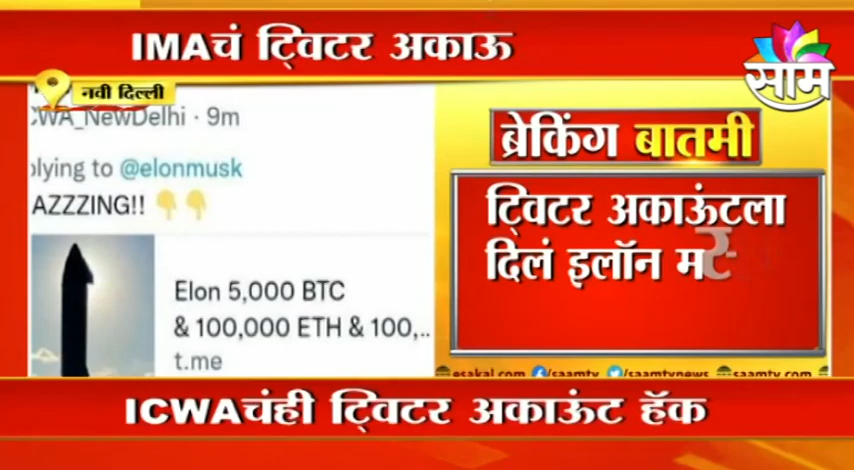 IMAचं ट्विटर अकाऊ
साम
नवी दिल्ली
CWA_NewDelhi · 9m
plying to @elonmusk
AZZZING!! 👇👇
Elon 5,000 BTC
& 100,000 ETH & 100,..
t.me
ब्रेकिंग बातमी
ट्विटर अकाऊंटला
दिलं इलॉन मस्
esakal.com /saamtv /saamtvnews saamtv.com
ICWAचंही ट्विटर अकाऊंट हॅक